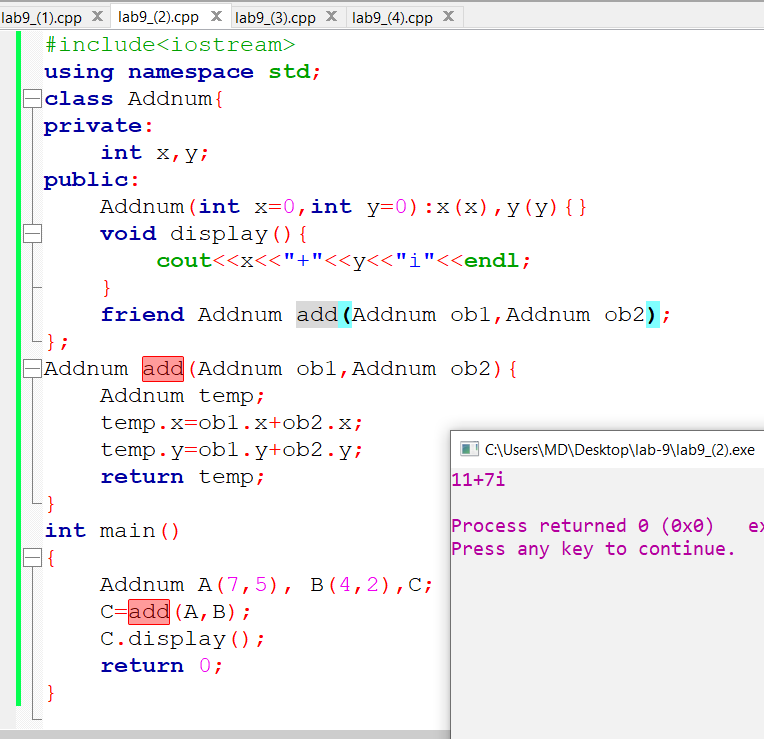 lab9_(1).cpp X lab9_(2).cpp X lab9_(3).cpp X lab9_(4).cpp X
#include<iostream>
using namespace std;
class Addnum{
private:
    int x,y;
public:
    Addnum(int x=0,int y=0):x(x),y(y){}
    void display(){
        cout<<x<<"+"<<y<<"i"<<endl;
    }
    friend Addnum add(Addnum ob1,Addnum ob2);
};
Addnum add(Addnum ob1,Addnum ob2){
    Addnum temp;
    temp.x=ob1.x+ob2.x;
    temp.y=ob1.y+ob2.y;
    return temp;
}
int main()
{
    Addnum A(7,5), B(4,2),C;
    C=add(A,B);
    C.display();
    return 0;
}
C:\Users\MD\Desktop\lab-9\lab9_(2).exe
11+7i
Process returned 0 (0x0)   ex
Press any key to continue.